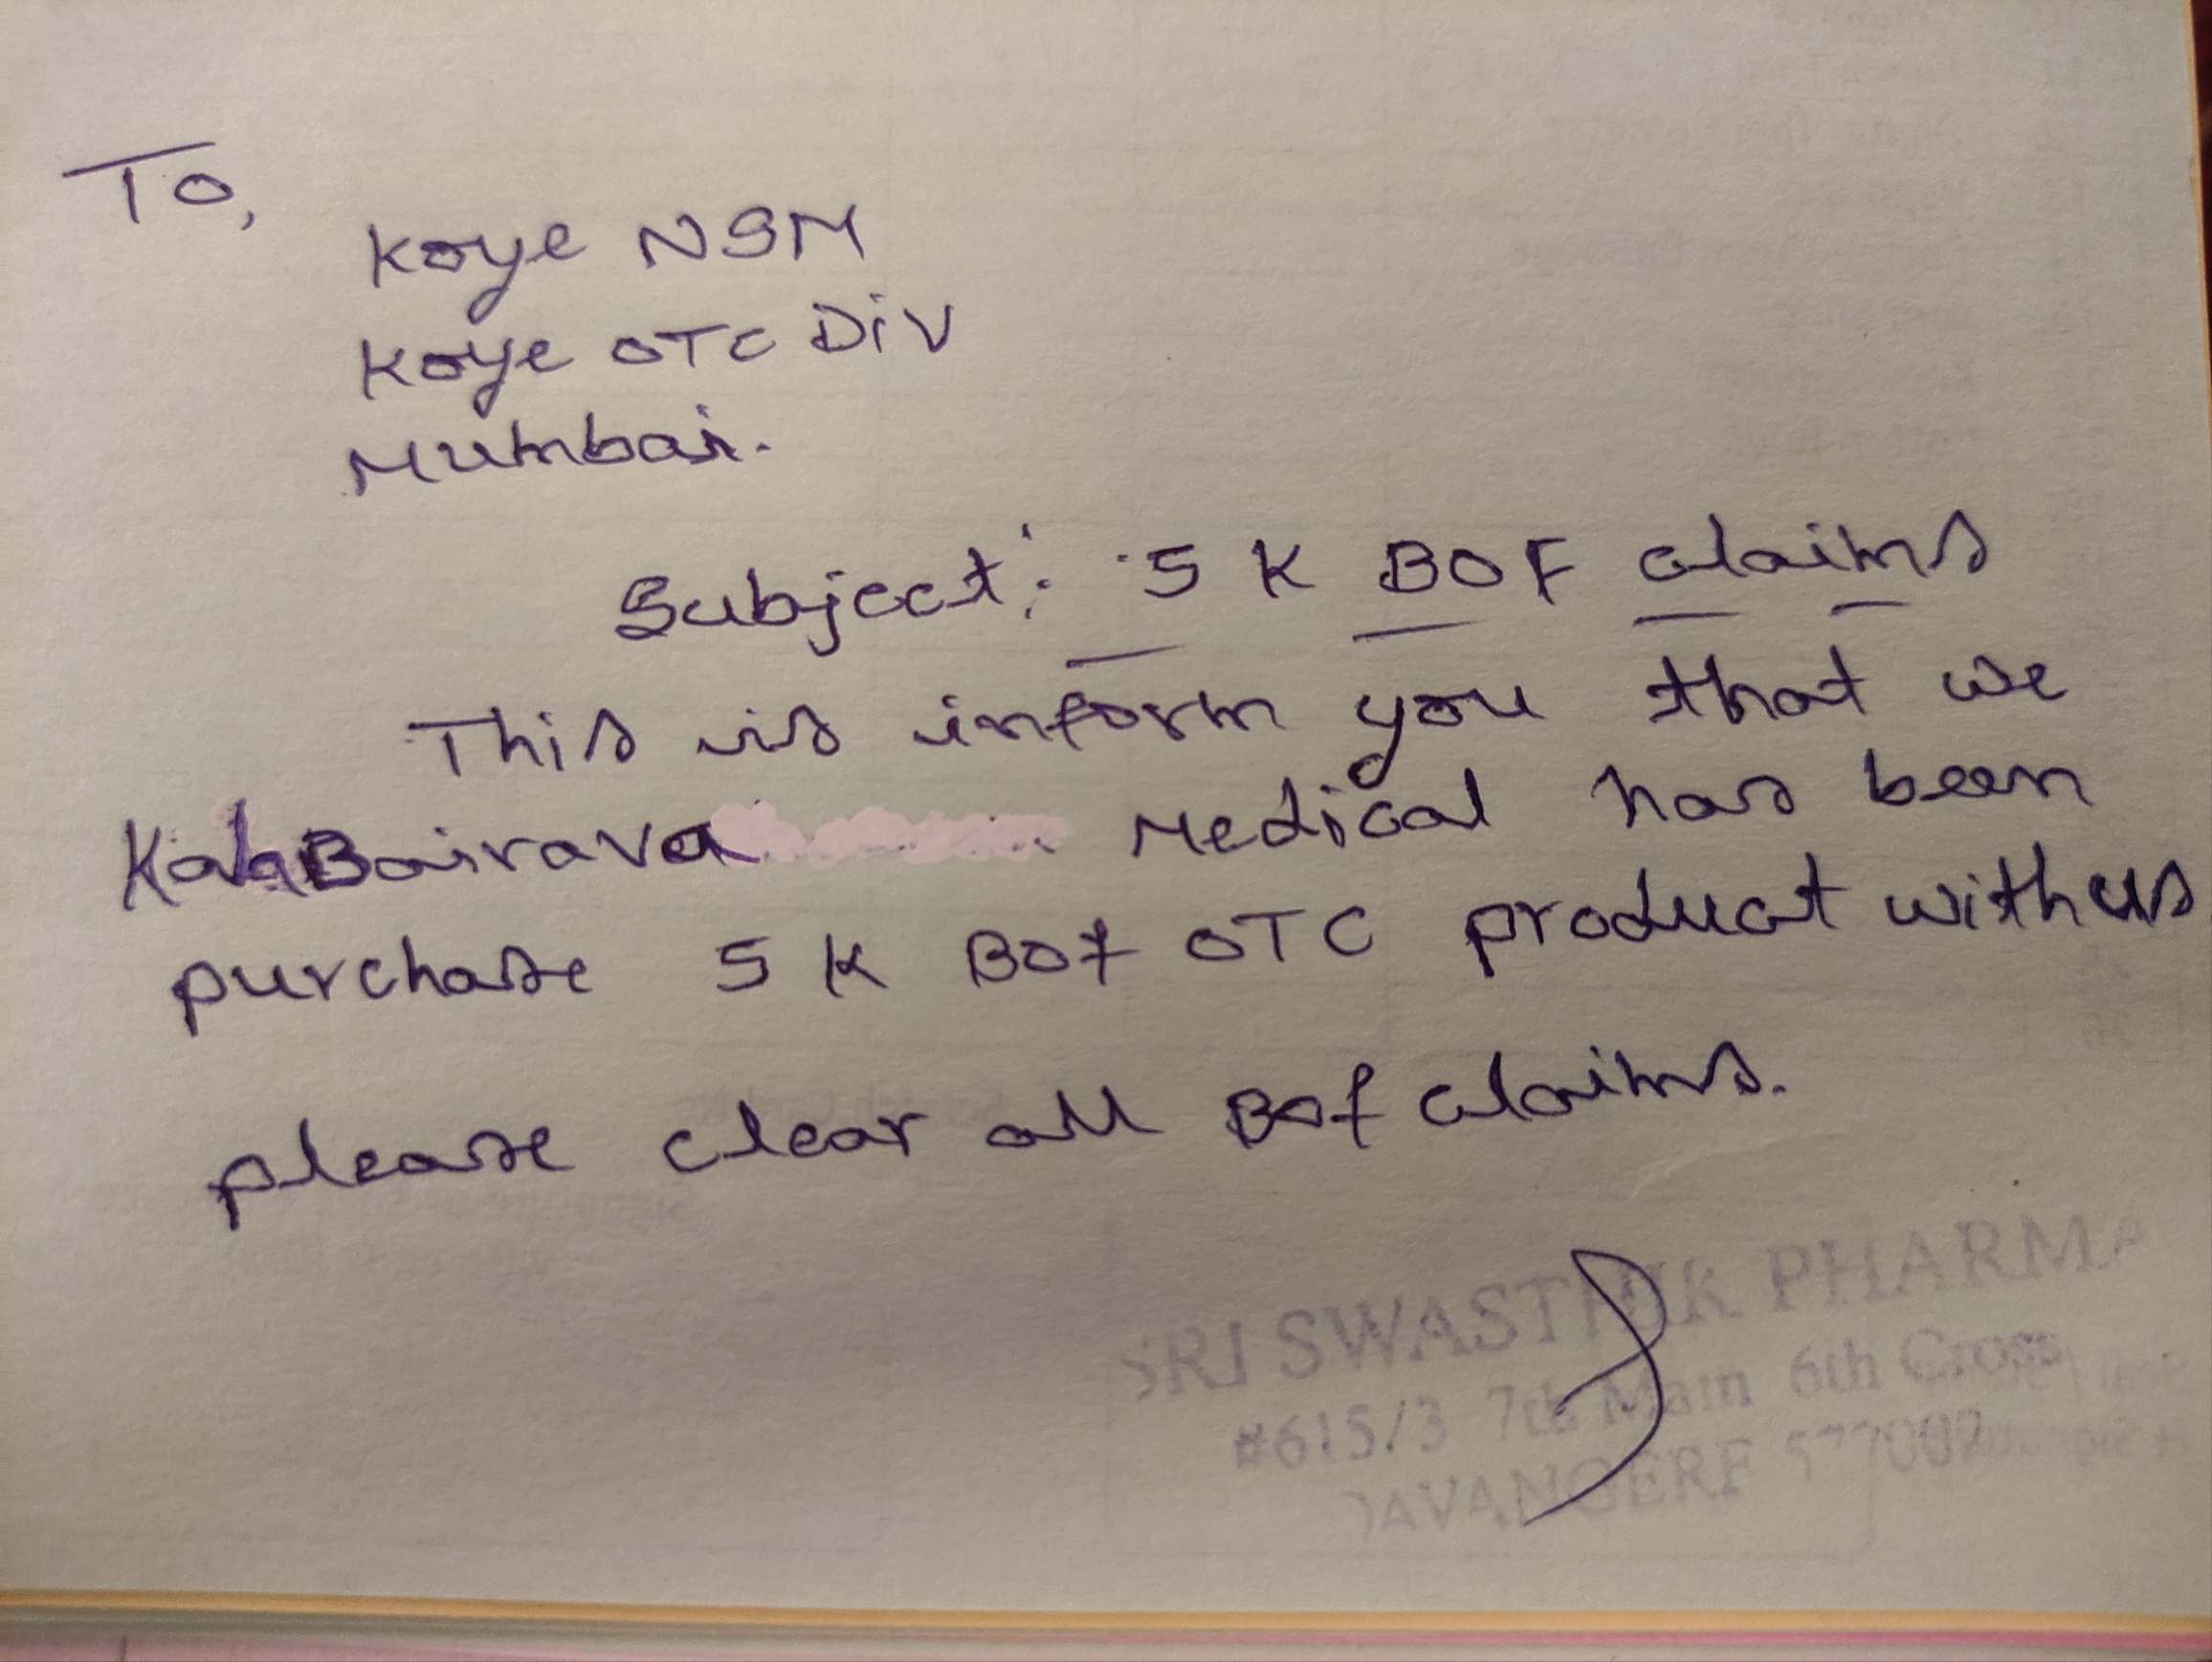 To,
Koye NSM
Koye OTC Div
Mumbai.
Subject: 5 K BOF claims
This is inform you that we
KalaBairava Medical has been
purchase 5 K Bof OTC product with us
please clear all Bof claims.
SRI SWASTHIK PHARMA
#615/3 7th Main 6th Cross
DAVANGERE 577002